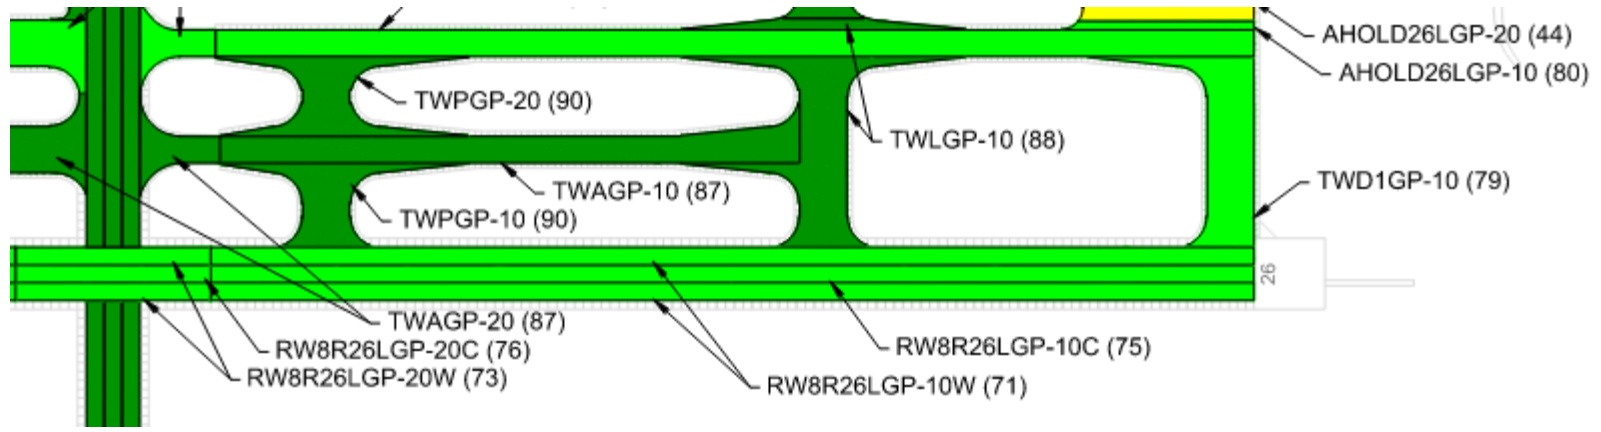 AHOLD26LGP-20 (44)
AHOLD26LGP-10 (80)
TWPGP-20 (90)
TWLGP-10 (88)
TWD1GP-10 (79)
TWAGP-10 (87)
TWPGP-10 (90)
26
TWAGP-20 (87)
RW8R26LGP-20C (76)
RW8R26LGP-10C (75)
RW8R26LGP-20W (73)
RW8R26LGP-10W (71)